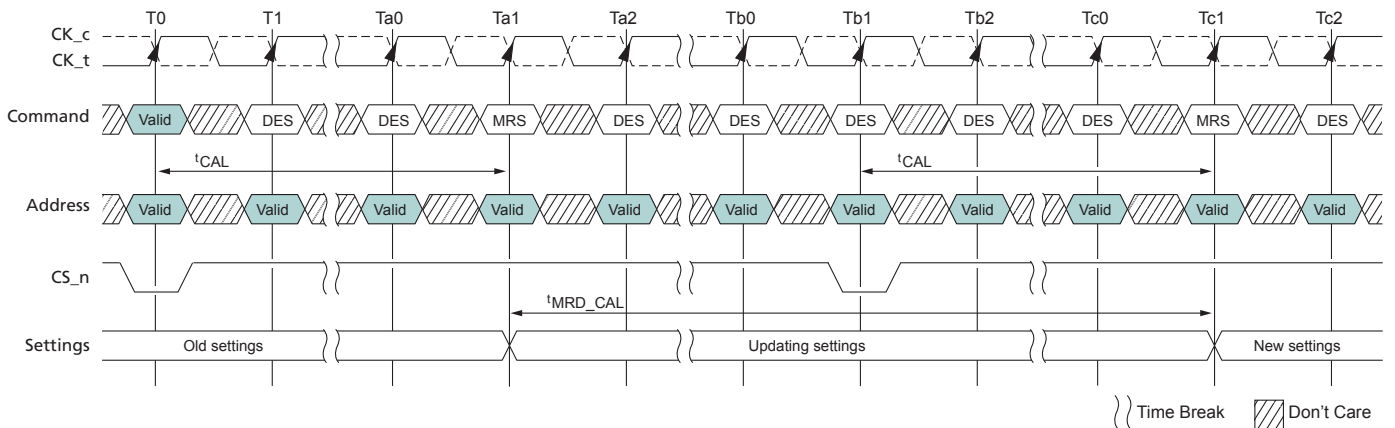 T0 T1 Ta0 Ta1 Ta2 Tb0 Tb1 Tb2 Tc0 Tc1 Tc2
CK_c
CK_t
Command Valid DES DES MRS DES DES DES DES DES MRS DES
tCAL tCAL
Address Valid Valid Valid Valid Valid Valid Valid Valid Valid Valid Valid
CS_n
tMRD_CAL
Settings Old settings Updating settings New settings
Time Break Don't Care